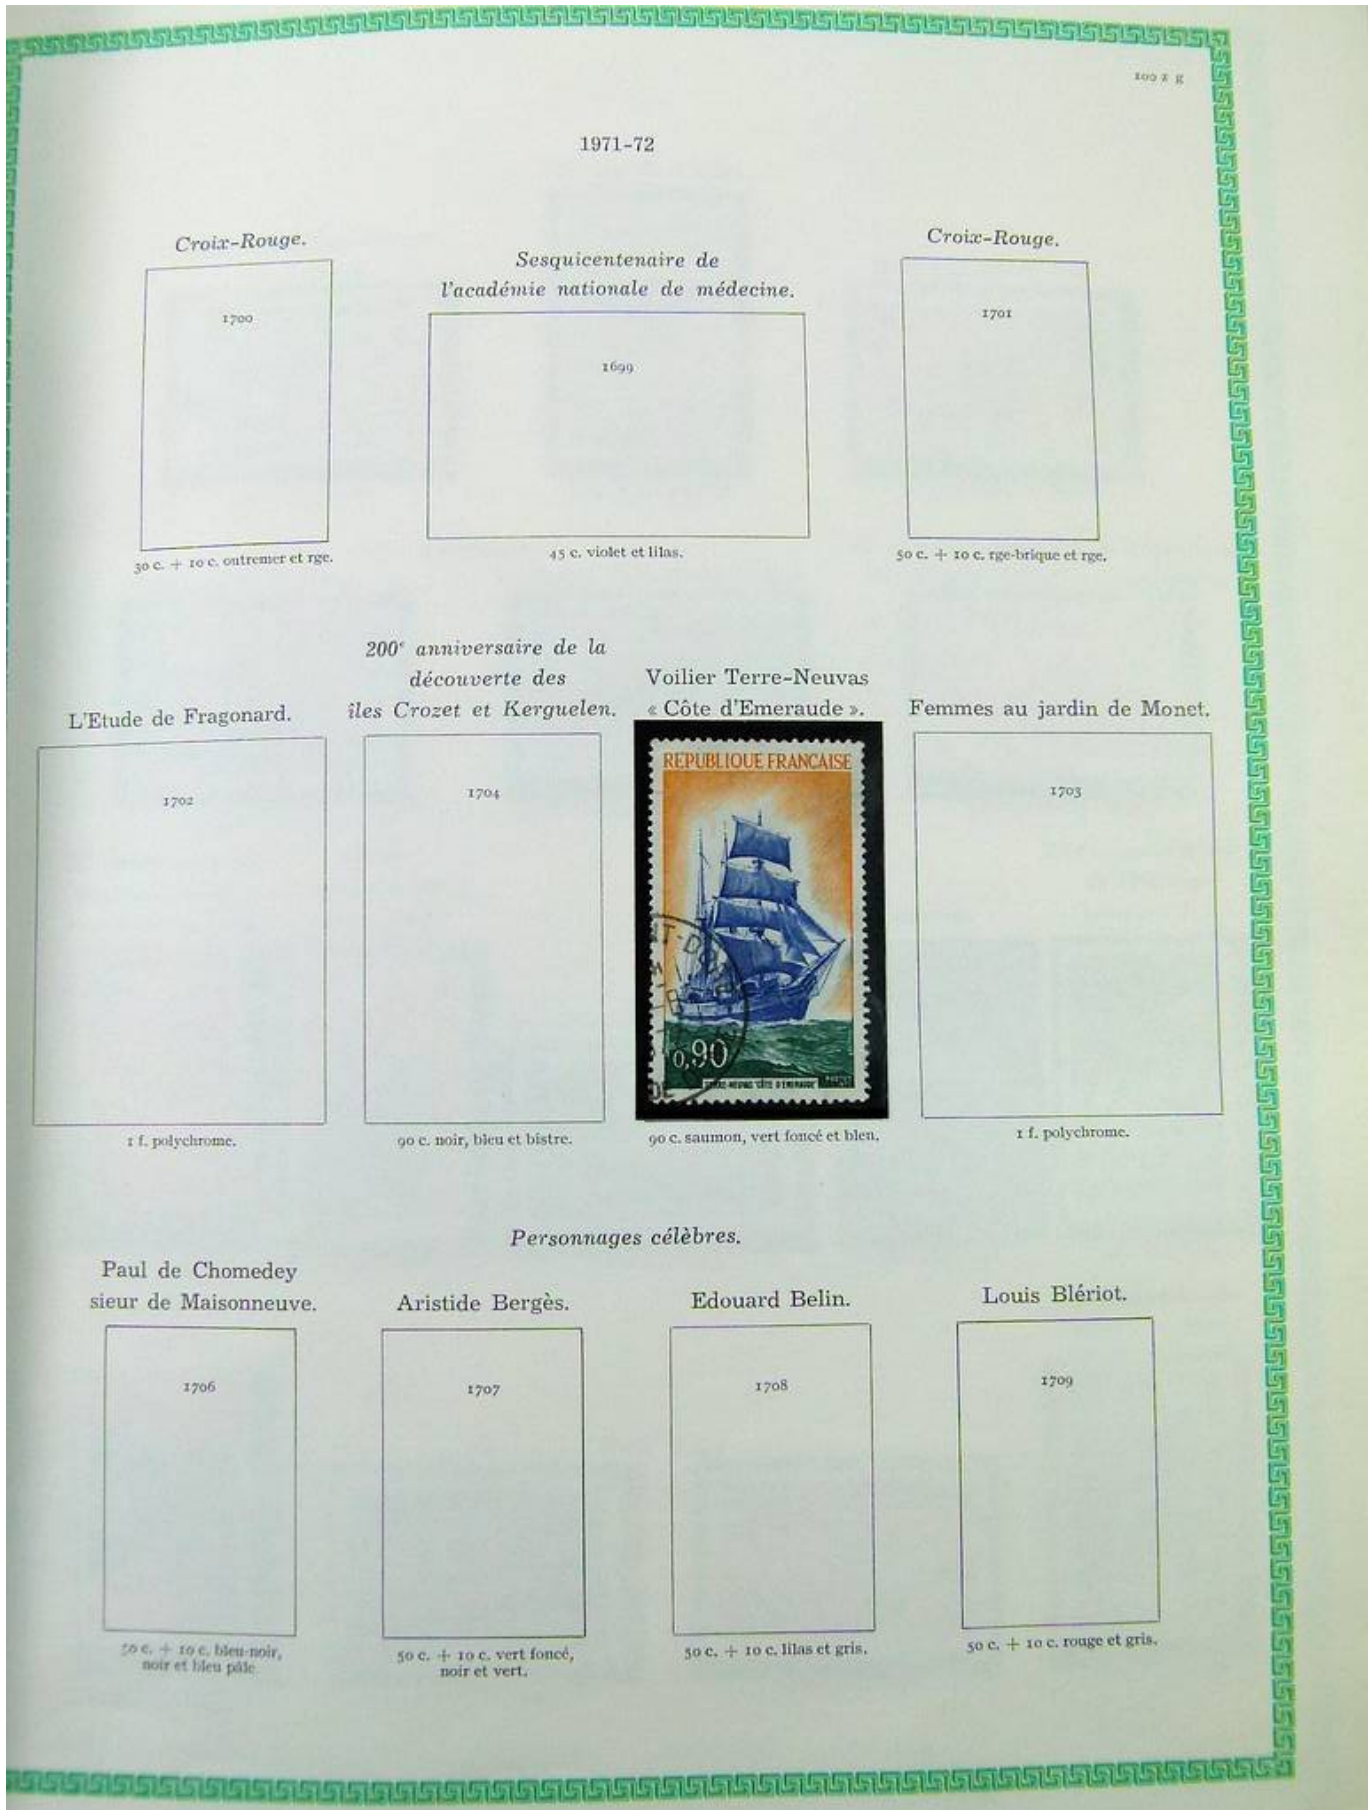 100 z g
1971-72
Croix-Rouge.
1700
30 c. + 10 c. outremer et rge.
Sesquicentenaire de
l'académie nationale de médecine.
1699
45 c. violet et lilas.
Croix-Rouge.
1701
50 c. + 10 c. rge-brique et rge.
L'Etude de Fragonard.
1702
1 f. polychrome.
200ᵉ anniversaire de la
découverte des
îles Crozet et Kerguelen.
1704
90 c. noir, bleu et bistre.
Voilier Terre-Neuvas
« Côte d'Emeraude ».
REPUBLIQUE FRANÇAISE
0,90
TERRE-NEUVAS "CÔTE D'EMERAUDE"
90 c. saumon, vert foncé et bleu.
Femmes au jardin de Monet.
1703
1 f. polychrome.
Personnages célèbres.
Paul de Chomedey
sieur de Maisonneuve.
1706
50 c. + 10 c. bleu-noir,
noir et bleu pâle
Aristide Bergès.
1707
50 c. + 10 c. vert foncé,
noir et vert.
Edouard Belin.
1708
50 c. + 10 c. lilas et gris.
Louis Blériot.
1709
50 c. + 10 c. rouge et gris.